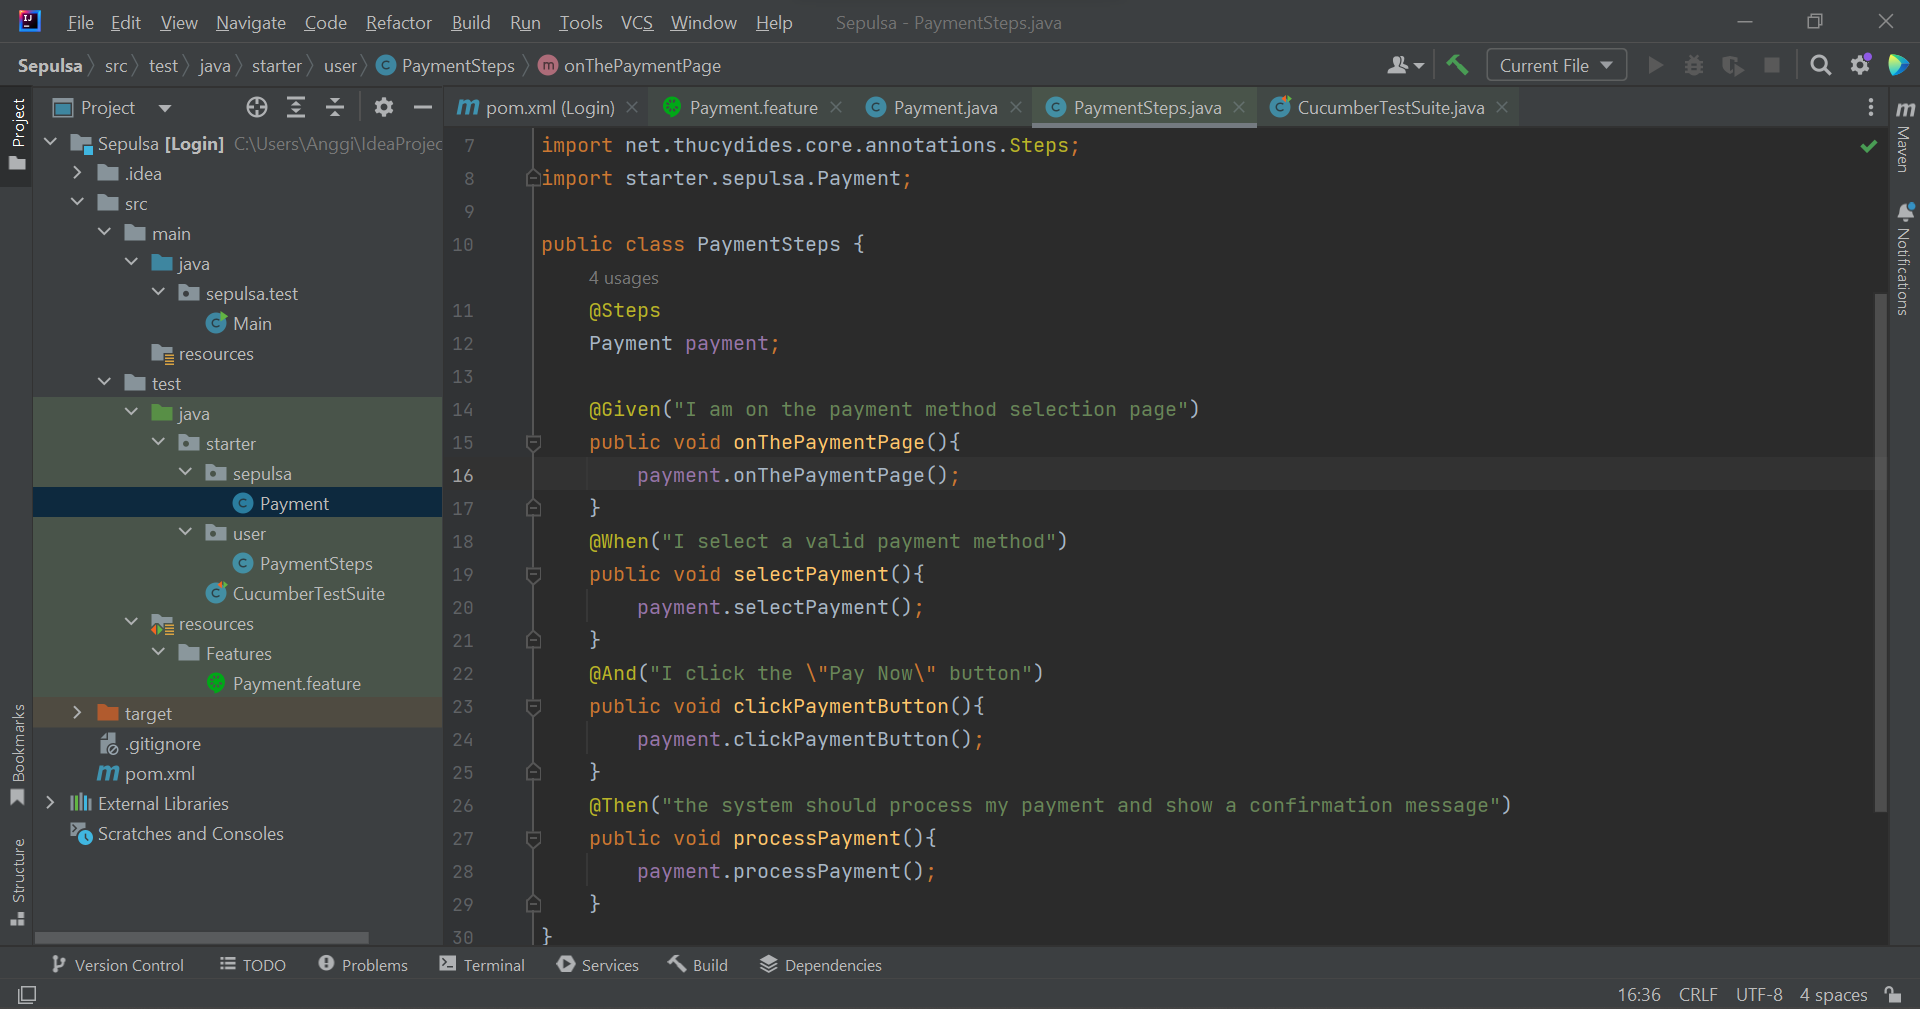 File Edit View Navigate Code Refactor Build Run Tools VCS Window Help Sepulsa - PaymentSteps.java
Sepulsa src test java starter user PaymentSteps onThePaymentPage Current File
Project
Project
pom.xml (Login) Payment.feature Payment.java PaymentSteps.java CucumberTestSuite.java
Sepulsa [Login] C:\Users\Anggi\IdeaProjec
.idea
src
main
java
sepulsa.test
Main
resources
test
java
starter
sepulsa
Payment
user
PaymentSteps
CucumberTestSuite
resources
Features
Payment.feature
target
.gitignore
pom.xml
External Libraries
Scratches and Consoles
Bookmarks
Structure
7 import net.thucydides.core.annotations.Steps;
8 import starter.sepulsa.Payment;
9
10 public class PaymentSteps {
4 usages
11 @Steps
12 Payment payment;
13
14 @Given("I am on the payment method selection page")
15 public void onThePaymentPage(){
16 payment.onThePaymentPage();
17 }
18 @When("I select a valid payment method")
19 public void selectPayment(){
20 payment.selectPayment();
21 }
22 @And("I click the \"Pay Now\" button")
23 public void clickPaymentButton(){
24 payment.clickPaymentButton();
25 }
26 @Then("the system should process my payment and show a confirmation message")
27 public void processPayment(){
28 payment.processPayment();
29 }
30 }
Maven
Notifications
Version Control TODO Problems Terminal Services Build Dependencies
16:36 CRLF UTF-8 4 spaces